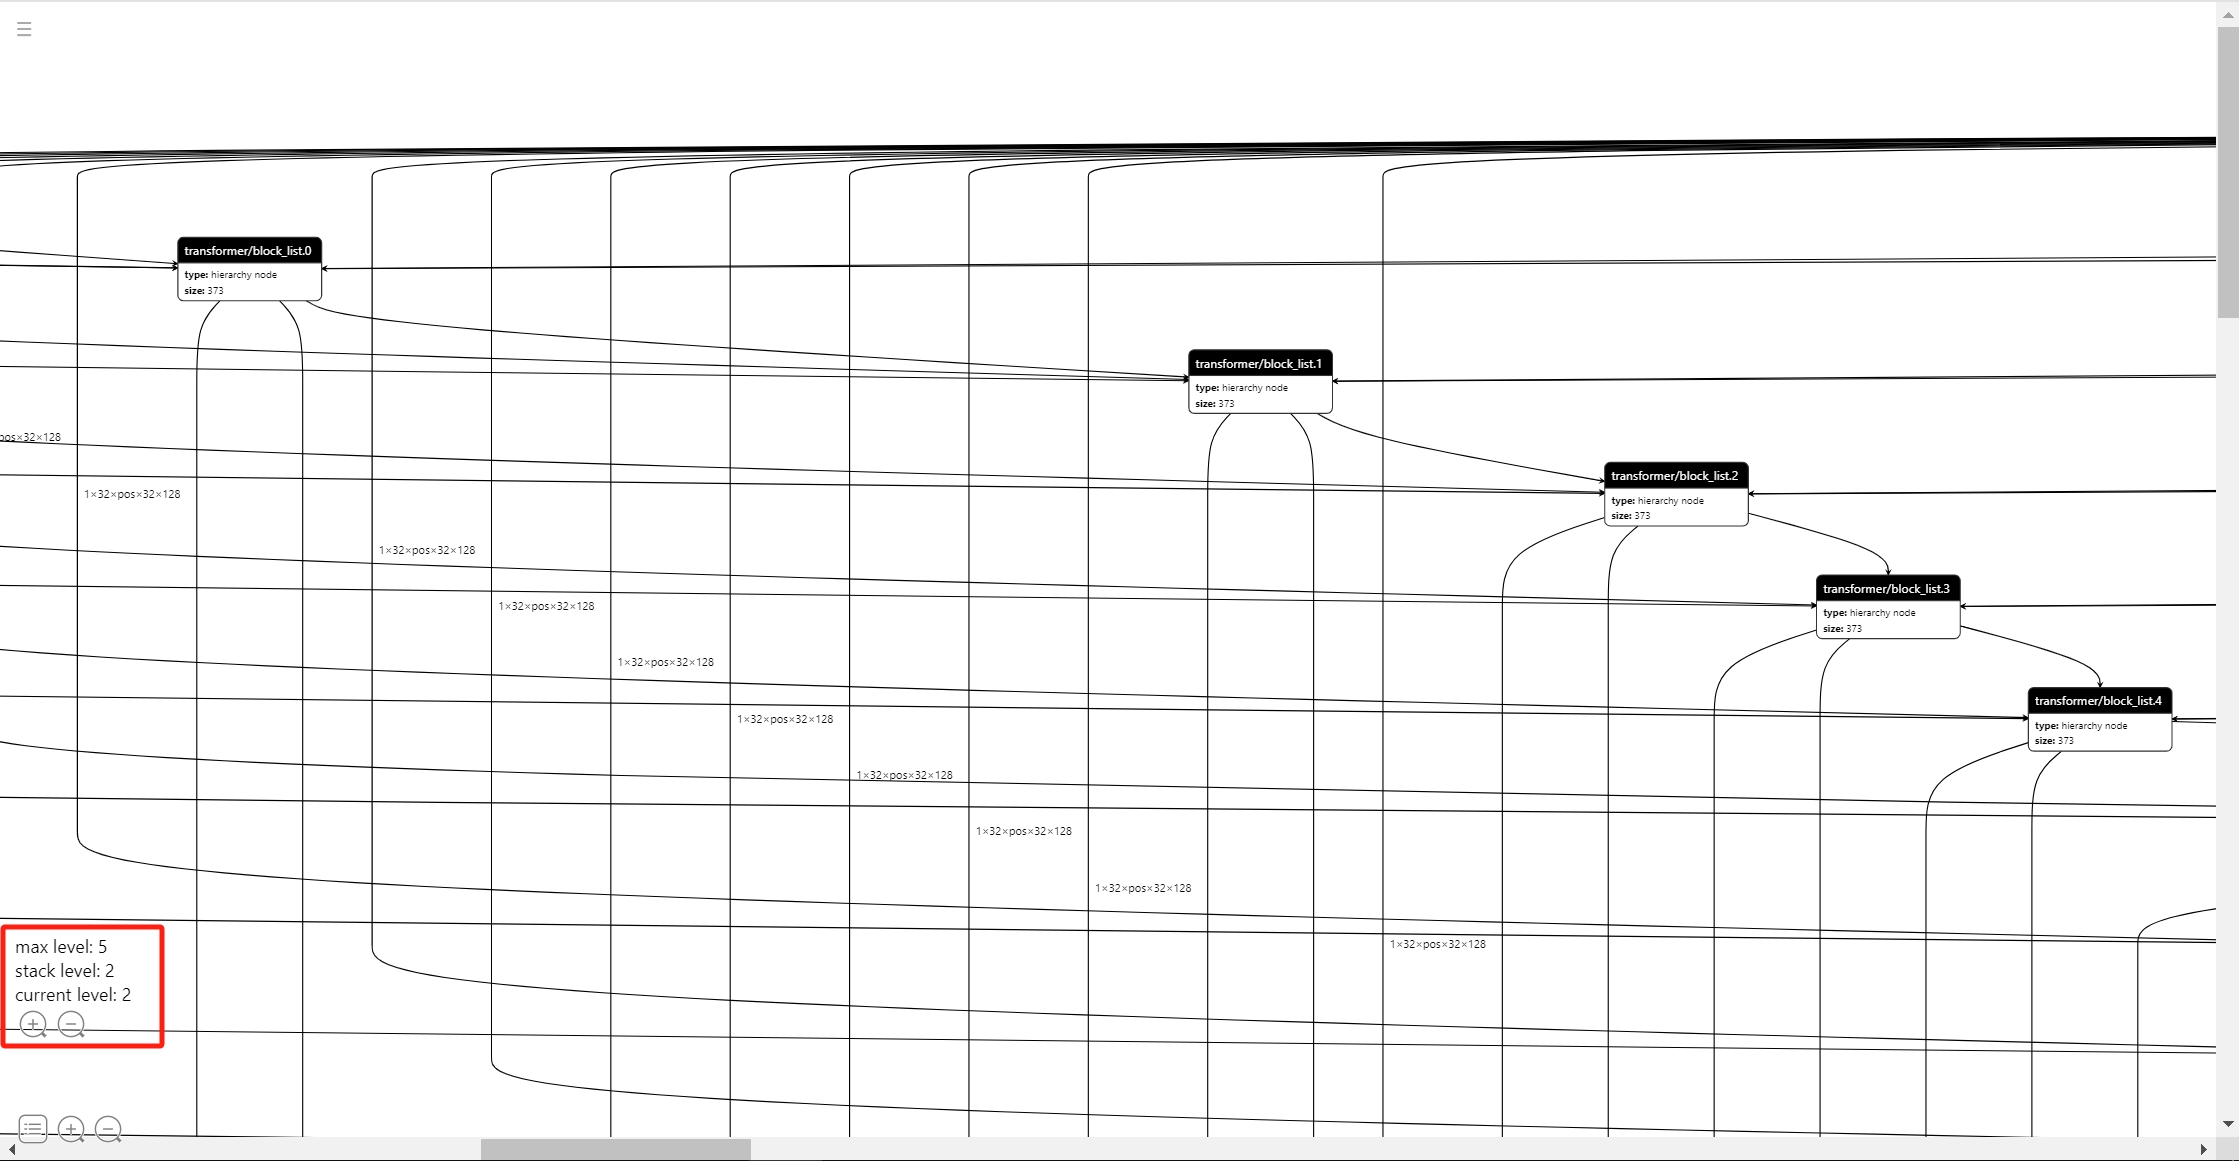 transformer/block_list.0
type: hierarchy node
size: 373
transformer/block_list.1
type: hierarchy node
size: 373
pos×32×128
transformer/block_list.2
type: hierarchy node
size: 373
1×32×pos×32×128
1×32×pos×32×128
transformer/block_list.3
type: hierarchy node
size: 373
1×32×pos×32×128
1×32×pos×32×128
transformer/block_list.4
type: hierarchy node
size: 373
1×32×pos×32×128
1×32×pos×32×128
1×32×pos×32×128
1×32×pos×32×128
1×32×pos×32×128
max level: 5
stack level: 2
current level: 2